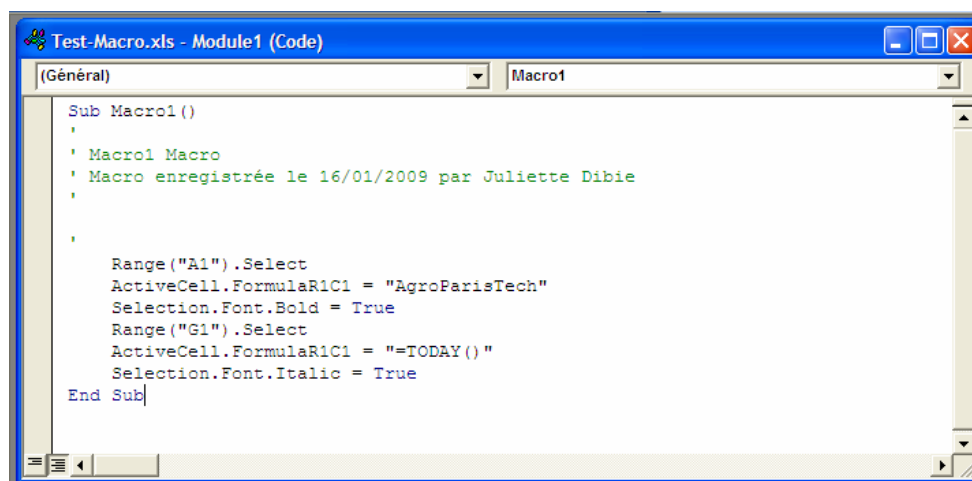 Test-Macro.xls - Module1 (Code)
(Général) Macro1
Sub Macro1()
'
' Macro1 Macro
' Macro enregistrée le 16/01/2009 par Juliette Dibie
'
'
Range("A1").Select
ActiveCell.FormulaR1C1 = "AgroParisTech"
Selection.Font.Bold = True
Range("G1").Select
ActiveCell.FormulaR1C1 = "=TODAY()"
Selection.Font.Italic = True
End Sub